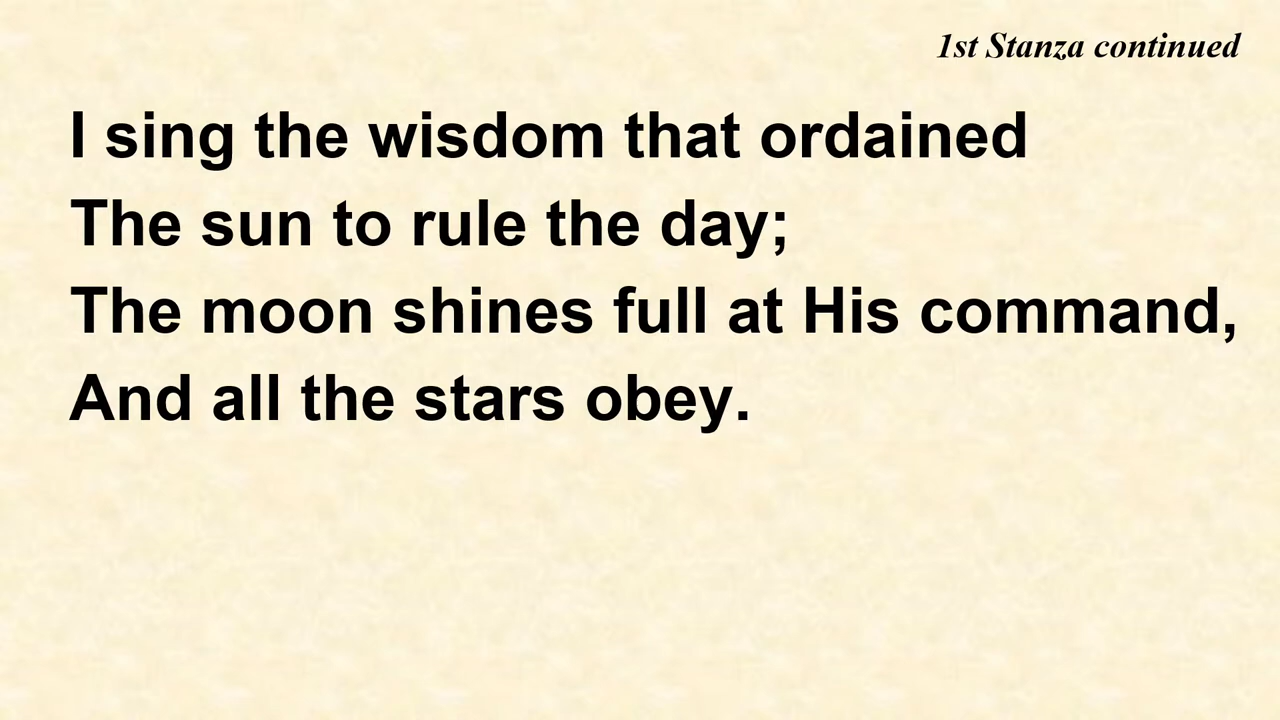 1st Stanza continued
I sing the wisdom that ordained
The sun to rule the day;
The moon shines full at His command,
And all the stars obey.